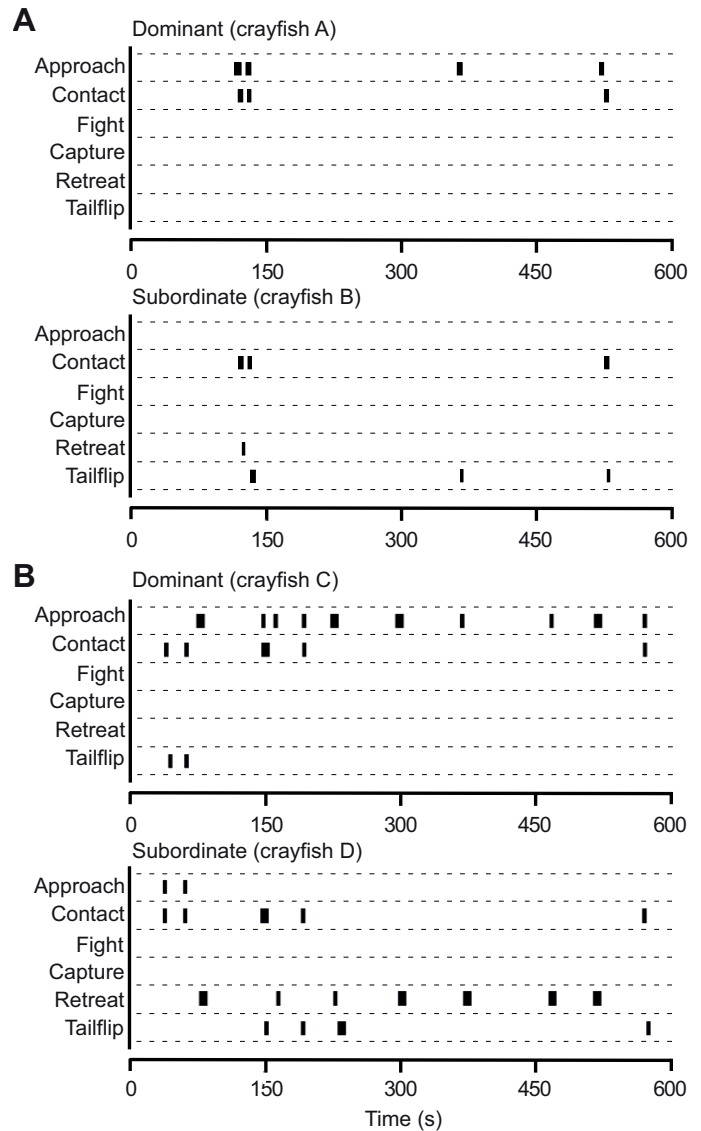 A
Dominant (crayfish A)
Approach
Contact
Fight
Capture
Retreat
Tailflip
0 150 300 450 600
Subordinate (crayfish B)
Approach
Contact
Fight
Capture
Retreat
Tailflip
0 150 300 450 600
B
Dominant (crayfish C)
Approach
Contact
Fight
Capture
Retreat
Tailflip
0 150 300 450 600
Subordinate (crayfish D)
Approach
Contact
Fight
Capture
Retreat
Tailflip
0 150 300 450 600
Time (s)